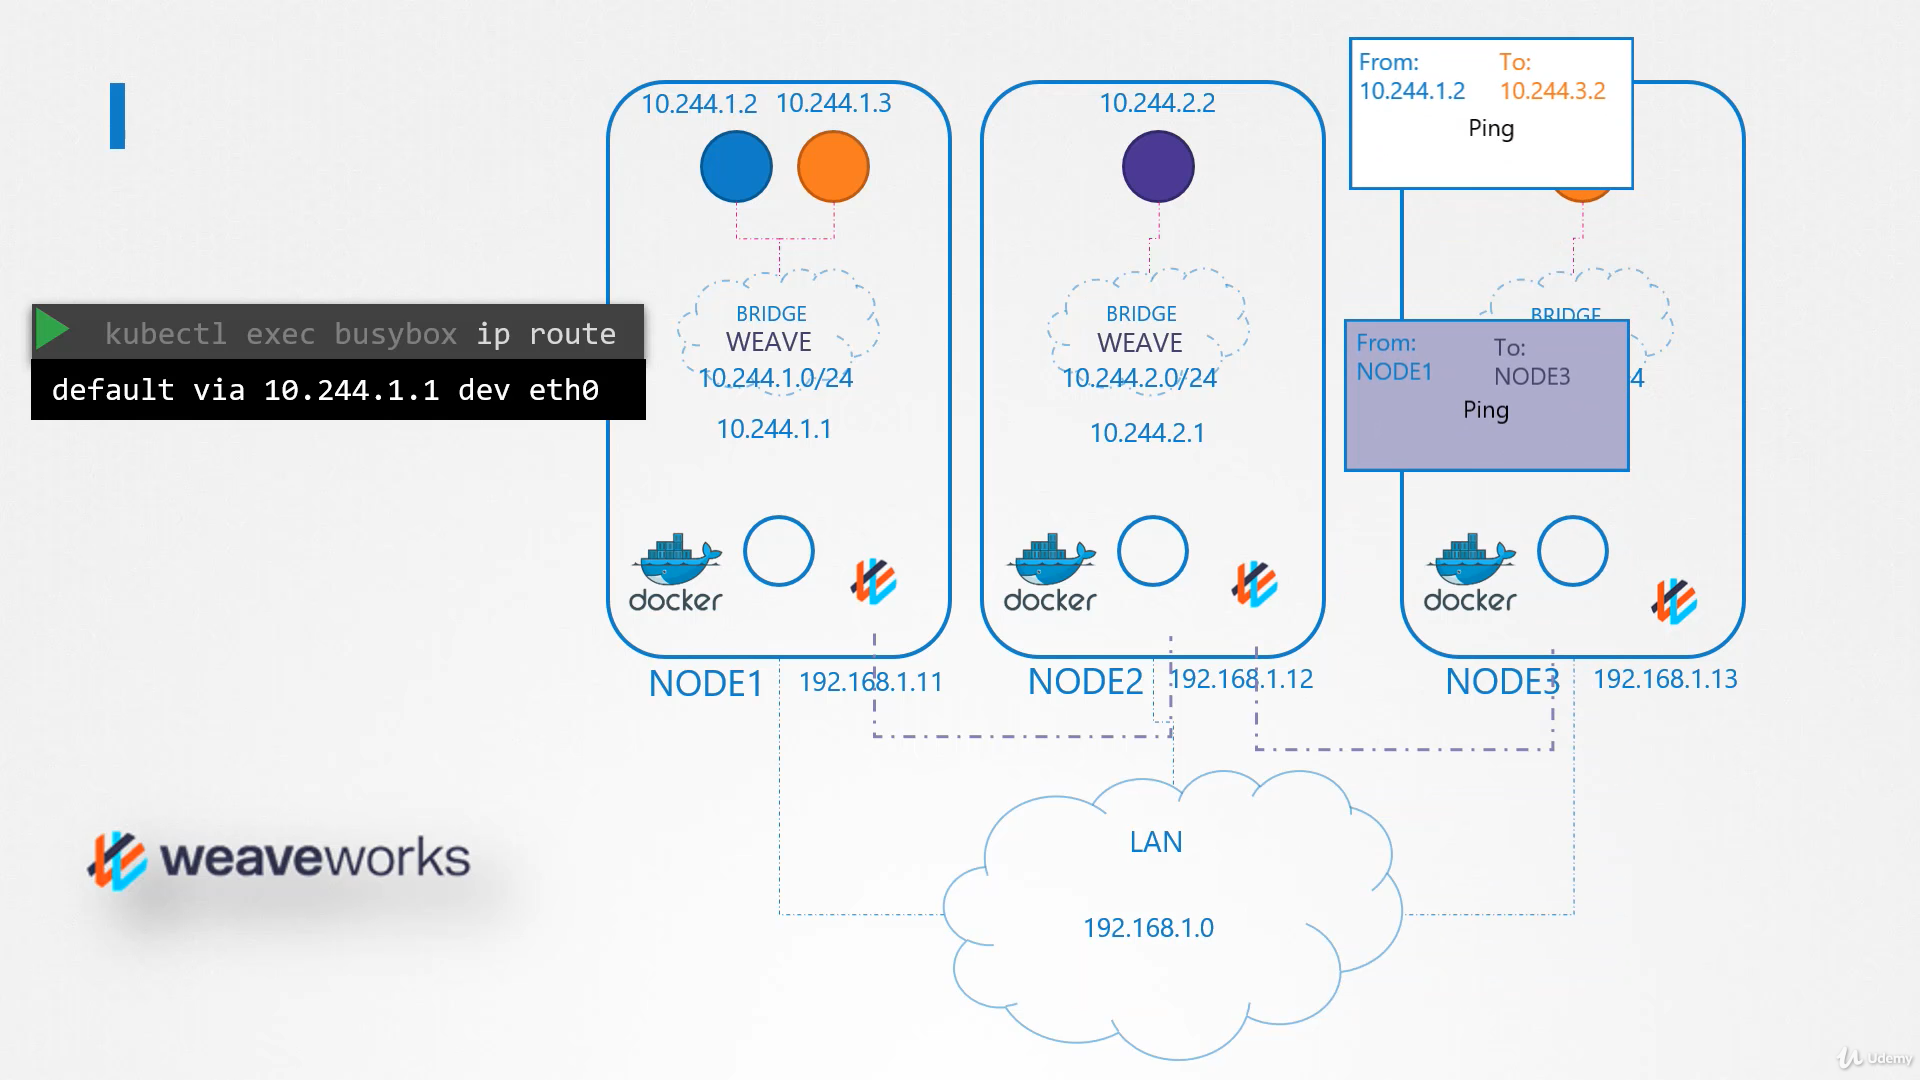 10.244.1.2 10.244.1.3
10.244.2.2
From: To:
10.244.1.2 10.244.3.2
Ping
kubectl exec busybox ip route
default via 10.244.1.1 dev eth0
BRIDGE
WEAVE
10.244.1.0/24
10.244.1.1
BRIDGE
WEAVE
10.244.2.0/24
10.244.2.1
BRIDGE
4
From: To:
NODE1 NODE3
Ping
docker
docker
docker
NODE1 192.168.1.11
NODE2 192.168.1.12
NODE3 192.168.1.13
LAN
192.168.1.0
weaveworks
Udemy